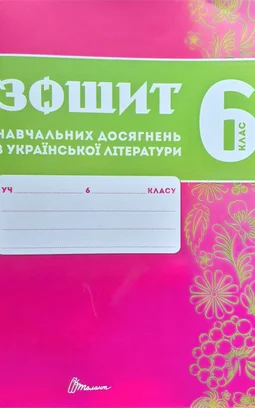 ЗОШИТ
НАВЧАЛЬНИХ ДОСЯГНЕНЬ
З УКРАЇНСЬКОЇ ЛІТЕРАТУРИ
6
КЛАС
УЧ 6 КЛАСУ
Талант